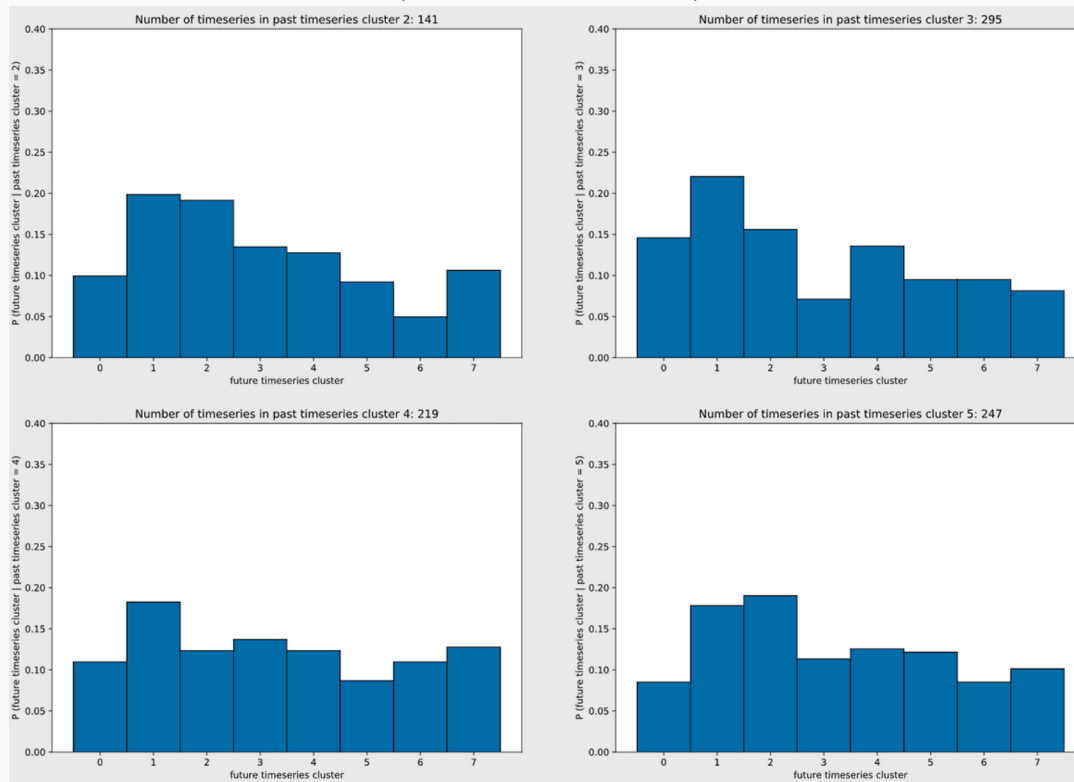 Number of timeseries in past timeseries cluster 2: 141
P (future timeseries cluster | past timeseries cluster = 2)
0.40
0.35
0.30
0.25
0.20
0.15
0.10
0.05
0.00
0 1 2 3 4 5 6 7
future timeseries cluster
Number of timeseries in past timeseries cluster 3: 295
P (future timeseries cluster | past timeseries cluster = 3)
0.40
0.35
0.30
0.25
0.20
0.15
0.10
0.05
0.00
0 1 2 3 4 5 6 7
future timeseries cluster
Number of timeseries in past timeseries cluster 4: 219
P (future timeseries cluster | past timeseries cluster = 4)
0.40
0.35
0.30
0.25
0.20
0.15
0.10
0.05
0.00
0 1 2 3 4 5 6 7
future timeseries cluster
Number of timeseries in past timeseries cluster 5: 247
P (future timeseries cluster | past timeseries cluster = 5)
0.40
0.35
0.30
0.25
0.20
0.15
0.10
0.05
0.00
0 1 2 3 4 5 6 7
future timeseries cluster